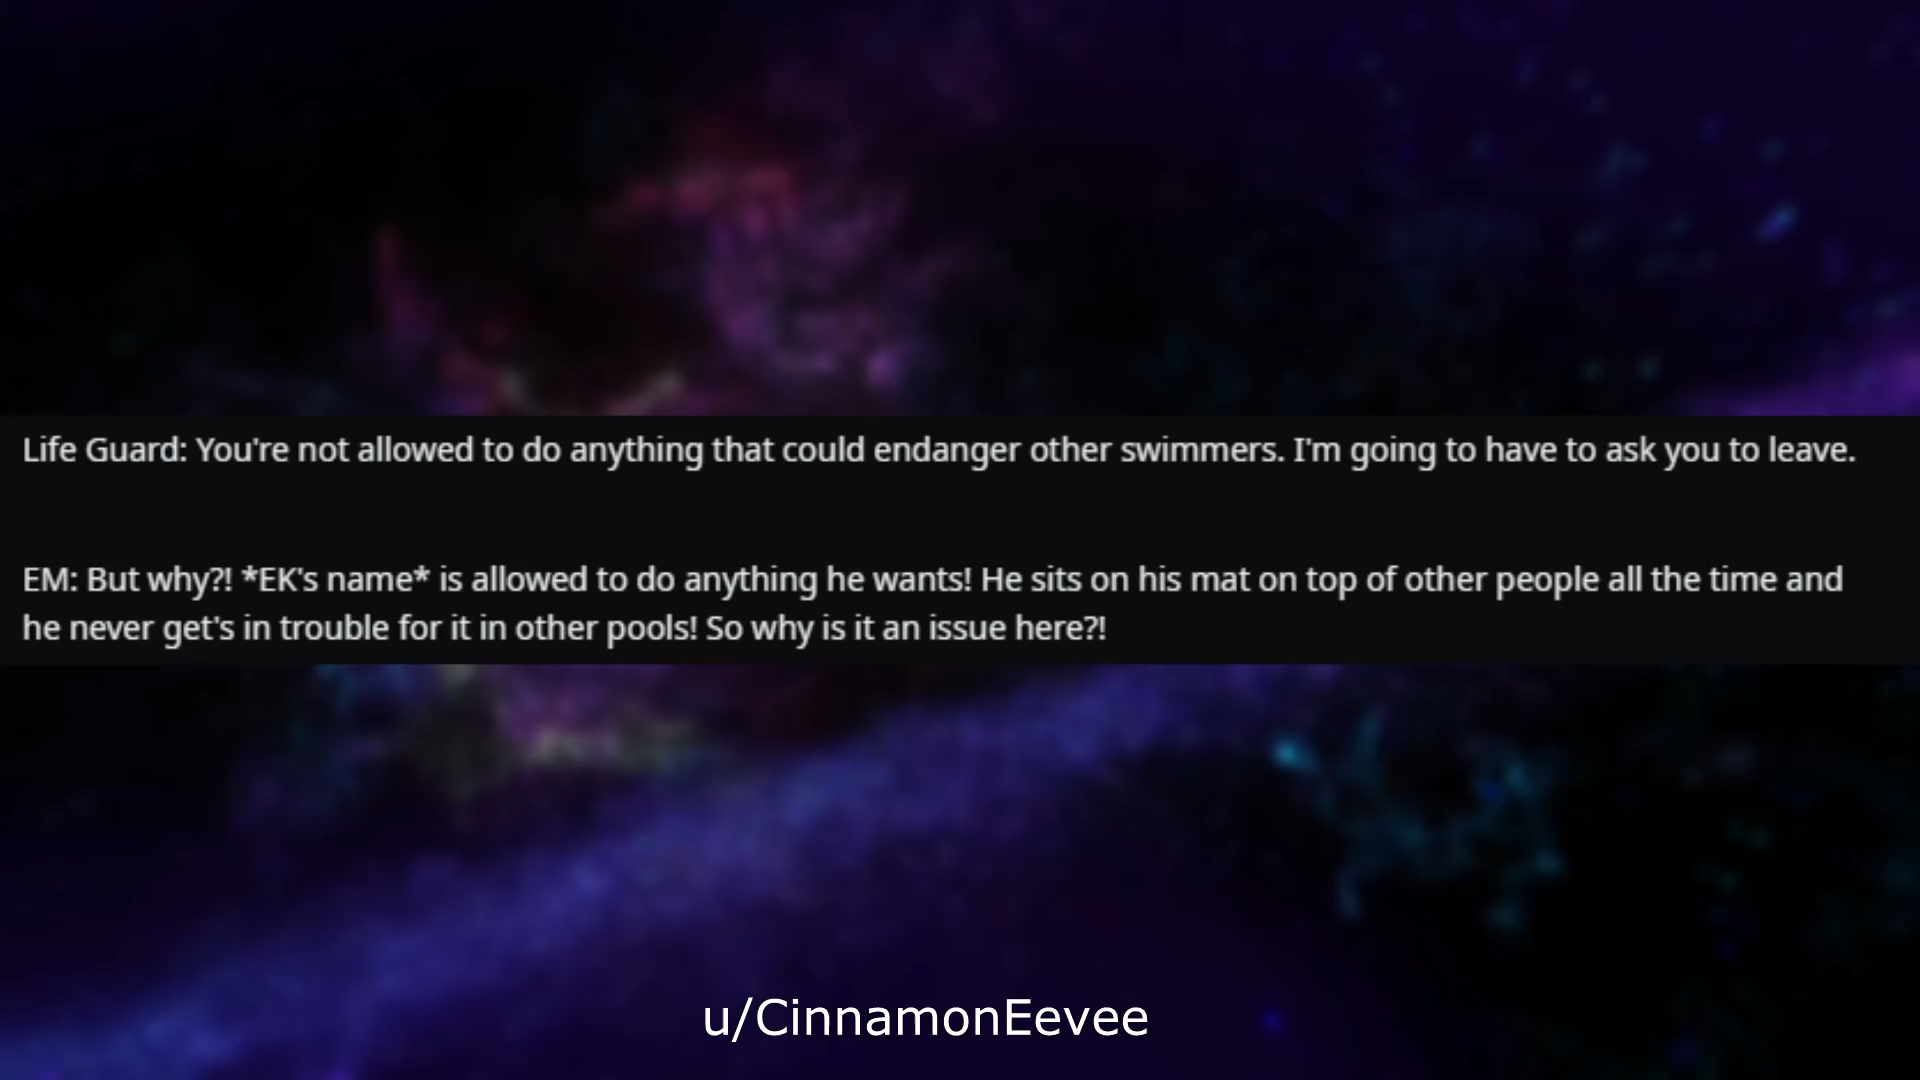 Life Guard: You're not allowed to do anything that could endanger other swimmers. I'm going to have to ask you to leave.
EM: But why?! *EK's name* is allowed to do anything he wants! He sits on his mat on top of other people all the time and
he never get's in trouble for it in other pools! So why is it an issue here?!
u/CinnamonEevee